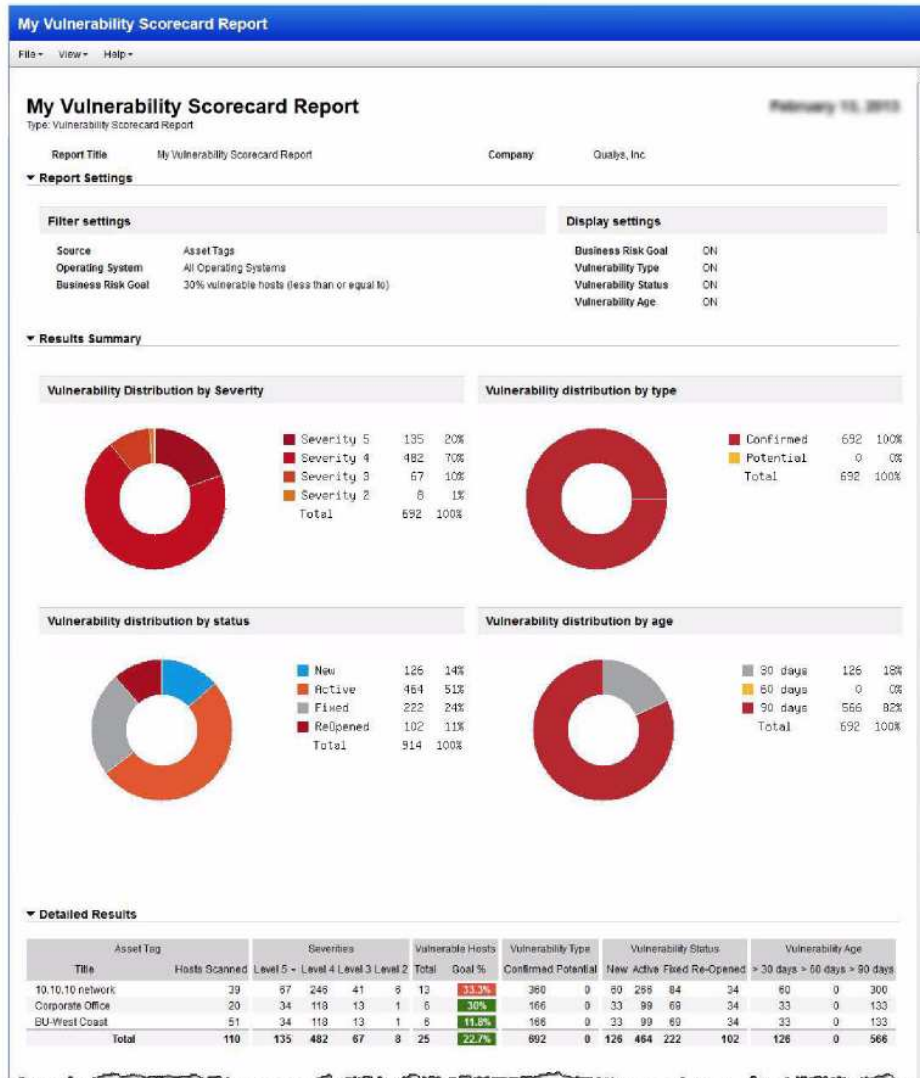 My Vulnerability Scorecard Report
File View Help
My Vulnerability Scorecard Report
February 13, 2013
Type: Vulnerability Scorecard Report
Report Title My Vulnerability Scorecard Report Company Qualys, Inc
Report Settings
Filter settings Display settings
Source Asset Tags Business Risk Goal ON
Operating System All Operating Systems Vulnerability Type ON
Business Risk Goal 30% vulnerable hosts (less than or equal to) Vulnerability Status ON
Vulnerability Age ON
Results Summary
Vulnerability Distribution by Severity Vulnerability distribution by type
Severity 5 135 20% Confirmed 692 100%
Severity 4 482 70% Potential 0 0%
Severity 3 67 10% Total 692 100%
Severity 2 8 1%
Total 692 100%
Vulnerability distribution by status Vulnerability distribution by age
New 126 14% 30 days 126 18%
Active 464 51% 60 days 0 0%
Fixed 222 24% 90 days 566 82%
ReOpened 102 11% Total 692 100%
Total 914 100%
Detailed Results
Asset Tag Severities Vulnerable Hosts Vulnerability Type Vulnerability Status Vulnerability Age
Title Hosts Scanned Level 5 Level 4 Level 3 Level 2 Total Goal % Confirmed Potential New Active Fixed Re-Opened > 30 days > 60 days > 90 days
10.10.10 network 39 67 246 41 6 13 33.3% 360 0 60 266 84 34 60 0 300
Corporate Office 20 34 118 13 1 6 30% 166 0 33 99 69 34 33 0 133
BU-West Coast 51 34 118 13 1 6 11.8% 166 0 33 99 69 34 33 0 133
Total 110 135 482 67 8 25 22.7% 692 0 126 464 222 102 126 0 566